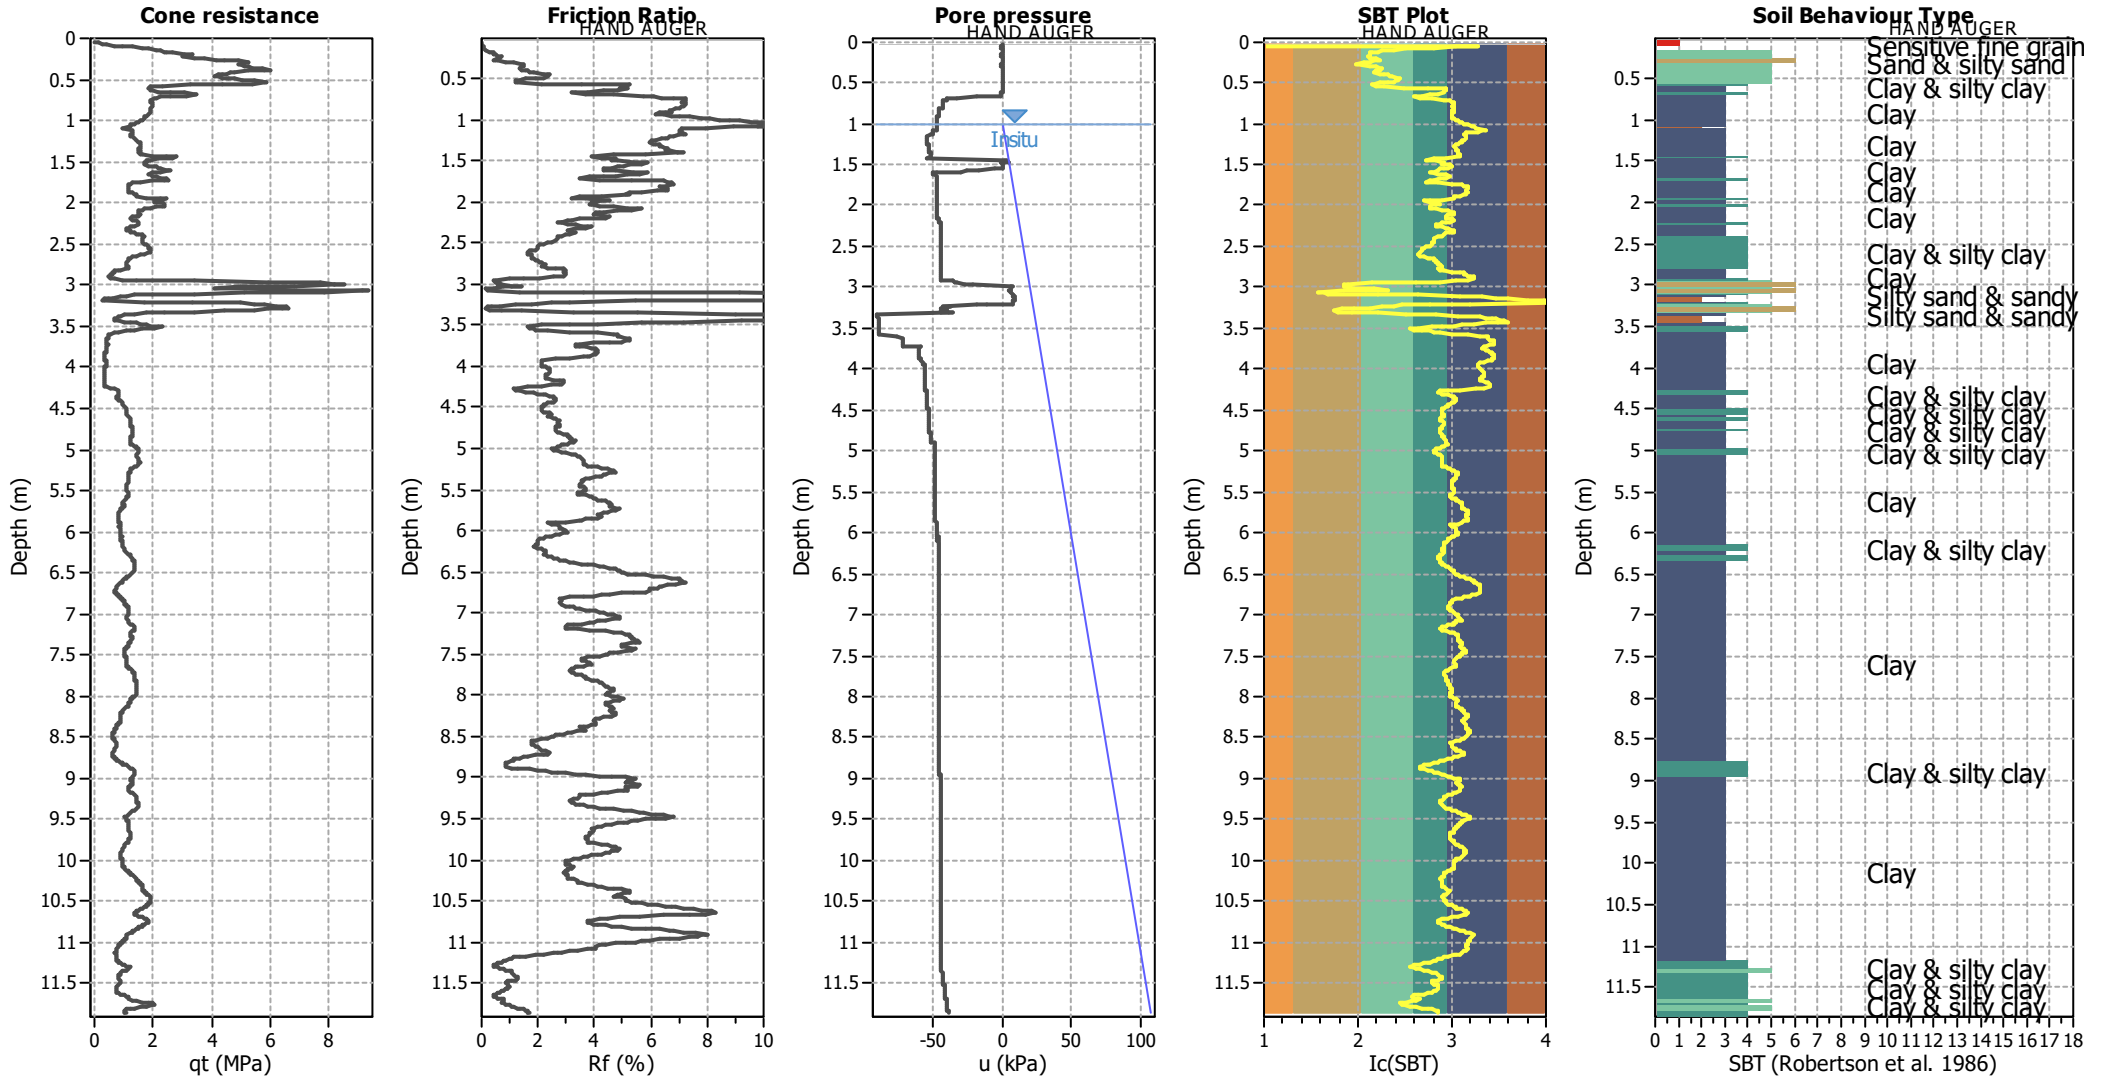 Cone resistance
0
0.5
1
1.5
2
2.5
3
3.5
4
4.5
5
5.5
6
6.5
7
7.5
8
8.5
9
9.5
10
10.5
11
11.5
Depth (m)
0 2 4 6 8
qt (MPa)
Friction Ratio
HAND AUGER
0
0.5
1
1.5
2
2.5
3
3.5
4
4.5
5
5.5
6
6.5
7
7.5
8
8.5
9
9.5
10
10.5
11
11.5
Depth (m)
0 2 4 6 8 10
Rf (%)
Pore pressure
HAND AUGER
Insitu
0
0.5
1
1.5
2
2.5
3
3.5
4
4.5
5
5.5
6
6.5
7
7.5
8
8.5
9
9.5
10
10.5
11
11.5
Depth (m)
-50 0 50 100
u (kPa)
SBT Plot
HAND AUGER
0
0.5
1
1.5
2
2.5
3
3.5
4
4.5
5
5.5
6
6.5
7
7.5
8
8.5
9
9.5
10
10.5
11
11.5
Depth (m)
1 2 3 4
Ic(SBT)
Soil Behaviour Type
HAND AUGER
0.5
1
1.5
2
2.5
3
3.5
4
4.5
5
5.5
6
6.5
7
7.5
8
8.5
9
9.5
10
10.5
11
11.5
Depth (m)
Sensitive fine grain
Sand & silty sand
Clay & silty clay
Clay
Clay
Clay
Clay
Clay
Clay & silty clay
Clay
Silty sand & sandy
Silty sand & sandy
Clay
Clay & silty clay
Clay & silty clay
Clay & silty clay
Clay & silty clay
Clay
Clay & silty clay
Clay
Clay & silty clay
Clay
Clay & silty clay
Clay & silty clay
Clay & silty clay
0 1 2 3 4 5 6 7 8 9 10 11 12 13 14 15 16 17 18
SBT (Robertson et al. 1986)